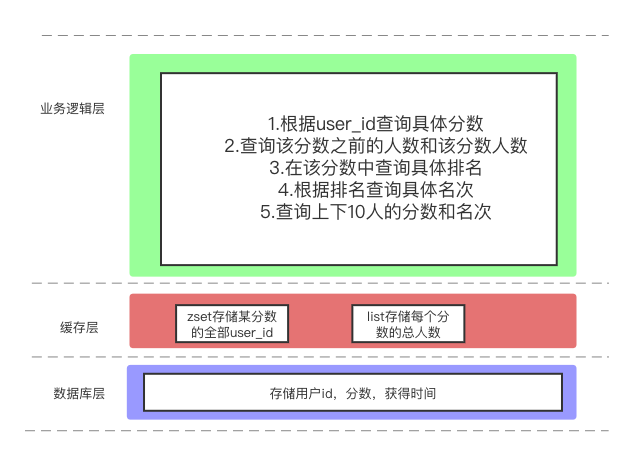 业务逻辑层
1.根据user_id查询具体分数
2.查询该分数之前的人数和该分数人数
3.在该分数中查询具体排名
4.根据排名查询具体名次
5.查询上下10人的分数和名次
缓存层
zset存储某分数
的全部user_id
list存储每个分
数的总人数
数据库层
存储用户id，分数，获得时间